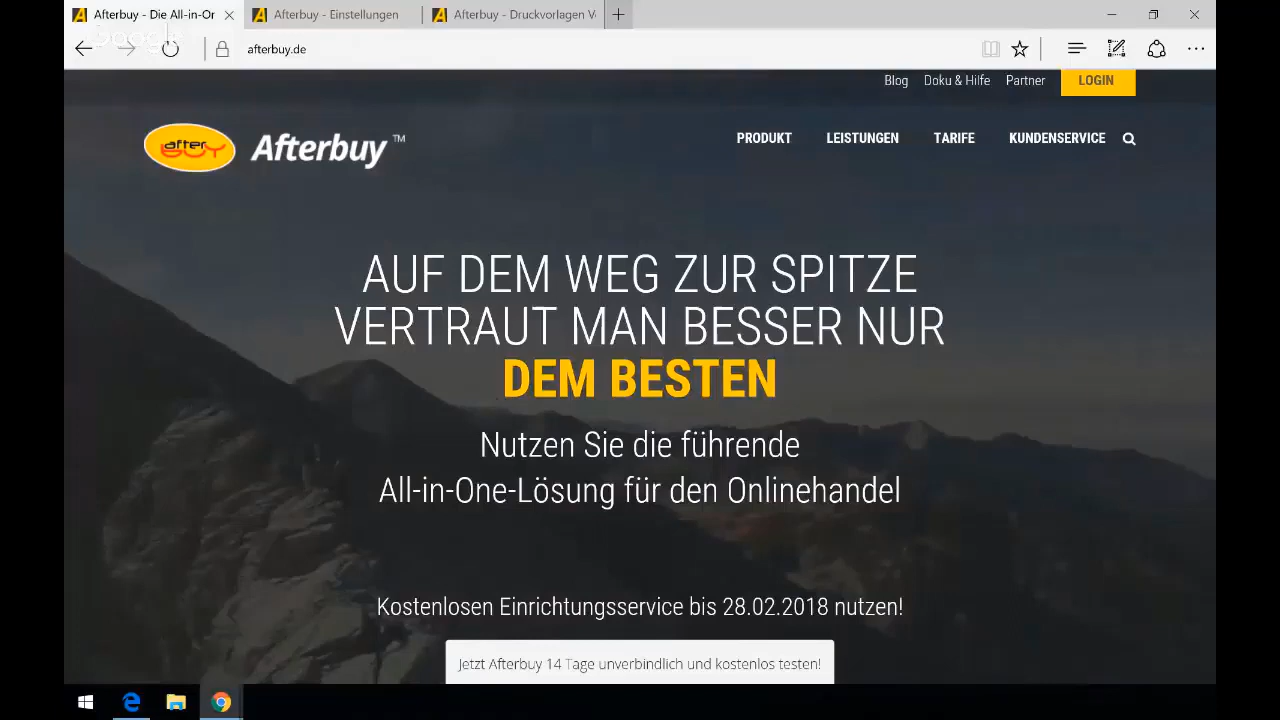 Afterbuy - Die All-in-Or
Afterbuy - Einstellungen
Afterbuy - Druckvorlagen V
Google
afterbuy.de
Blog Doku & Hilfe Partner LOGIN
after BUY Afterbuy™
PRODUKT LEISTUNGEN TARIFE KUNDENSERVICE
AUF DEM WEG ZUR SPITZE
VERTRAUT MAN BESSER NUR
DEM BESTEN
Nutzen Sie die führende
All-in-One-Lösung für den Onlinehandel
Kostenlosen Einrichtungsservice bis 28.02.2018 nutzen!
Jetzt Afterbuy 14 Tage unverbindlich und kostenlos testen!